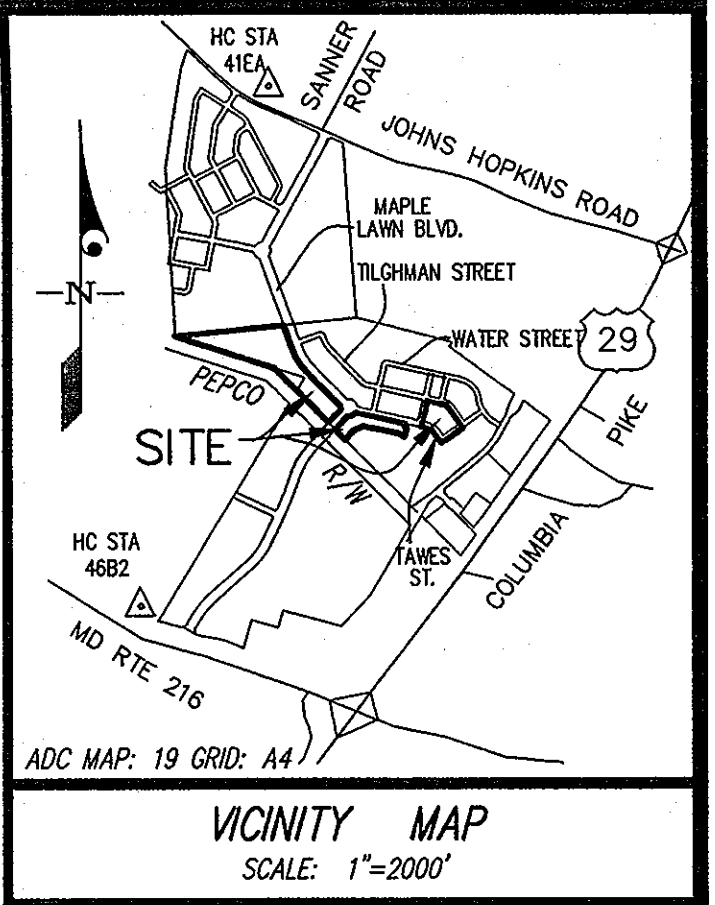 HC STA
41EA
SANNER
ROAD
JOHNS HOPKINS ROAD
MAPLE
LAWN BLVD.
TILGHMAN STREET
N
WATER STREET
29
PEPCO
R/W
SITE
PIKE
COLUMBIA
TAWES
ST.
HC STA
46B2
MD RTE 216
ADC MAP: 19 GRID: A4
VICINITY MAP
SCALE: 1"=2000'